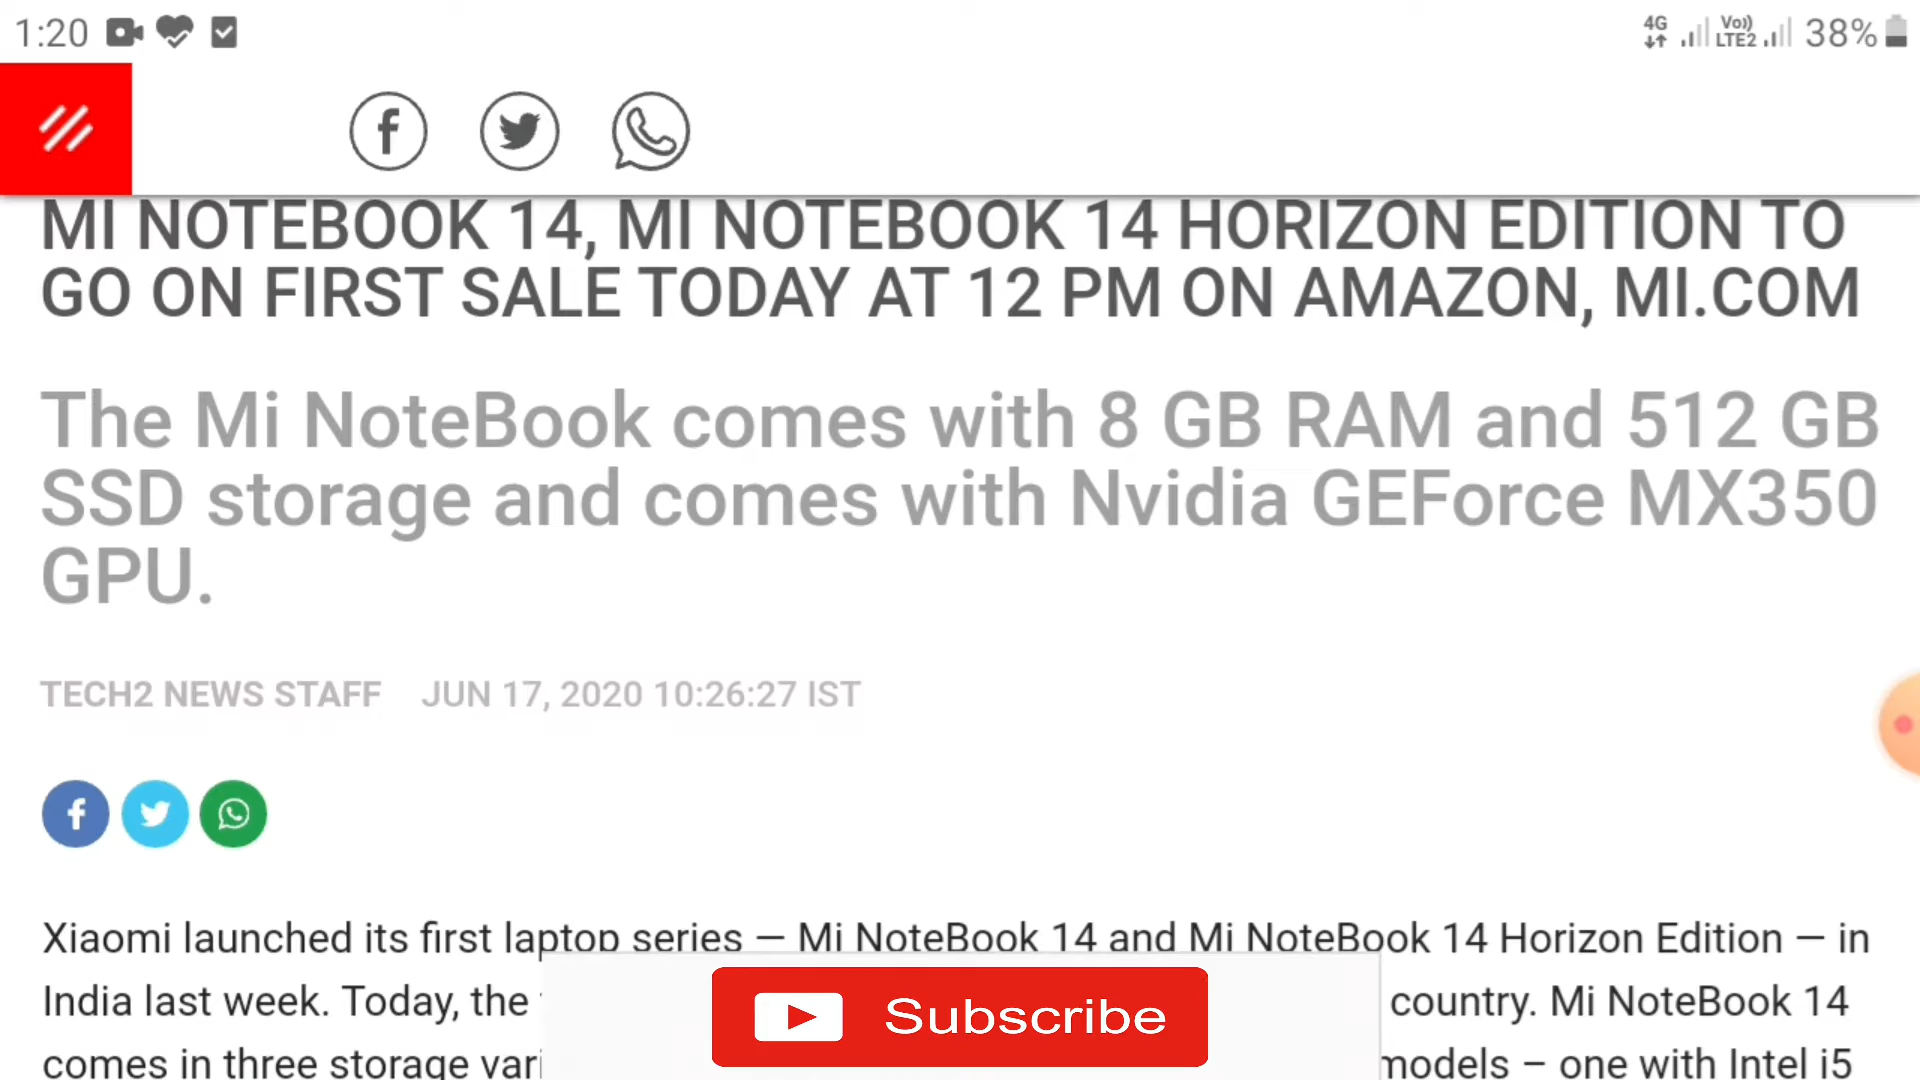 1:20
4G Vo)) LTE2 38%
MI NOTEBOOK 14, MI NOTEBOOK 14 HORIZON EDITION TO
GO ON FIRST SALE TODAY AT 12 PM ON AMAZON, MI.COM
The Mi NoteBook comes with 8 GB RAM and 512 GB
SSD storage and comes with Nvidia GEForce MX350
GPU.
TECH2 NEWS STAFF JUN 17, 2020 10:26:27 IST
Xiaomi launched its first laptop series — Mi NoteBook 14 and Mi NoteBook 14 Horizon Edition — in
India last week. Today, the country. Mi NoteBook 14
comes in three storage models – one with Intel i5
Subscribe